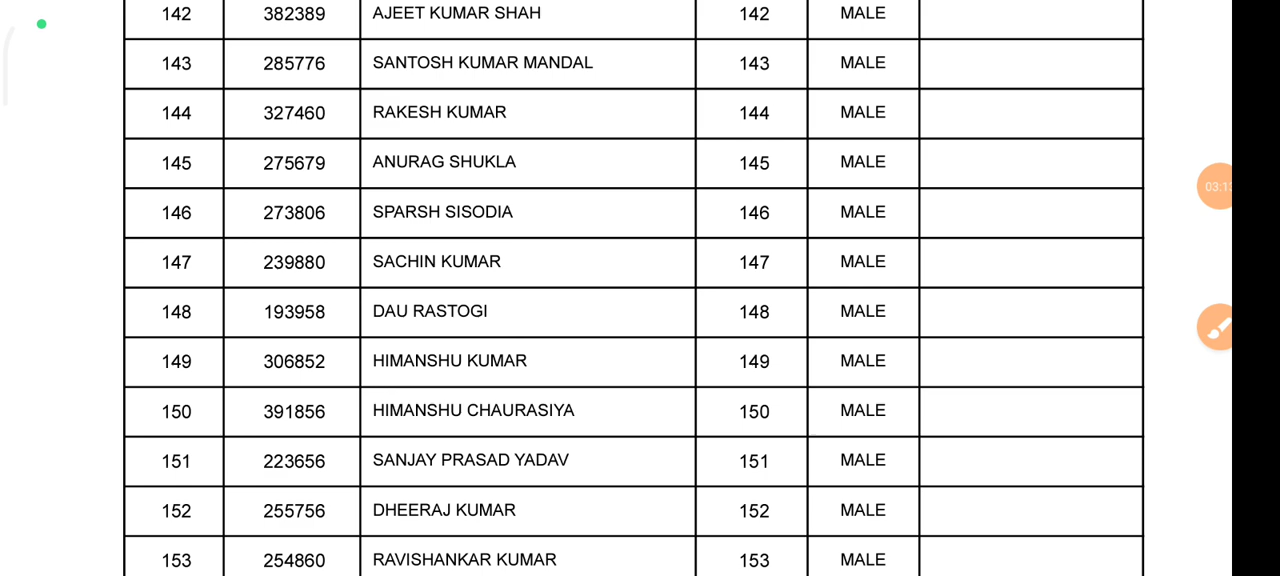 142 382389 AJEET KUMAR SHAH 142 MALE
143 285776 SANTOSH KUMAR MANDAL 143 MALE
144 327460 RAKESH KUMAR 144 MALE
145 275679 ANURAG SHUKLA 145 MALE
146 273806 SPARSH SISODIA 146 MALE
147 239880 SACHIN KUMAR 147 MALE
148 193958 DAU RASTOGI 148 MALE
149 306852 HIMANSHU KUMAR 149 MALE
150 391856 HIMANSHU CHAURASIYA 150 MALE
151 223656 SANJAY PRASAD YADAV 151 MALE
152 255756 DHEERAJ KUMAR 152 MALE
153 254860 RAVISHANKAR KUMAR 153 MALE